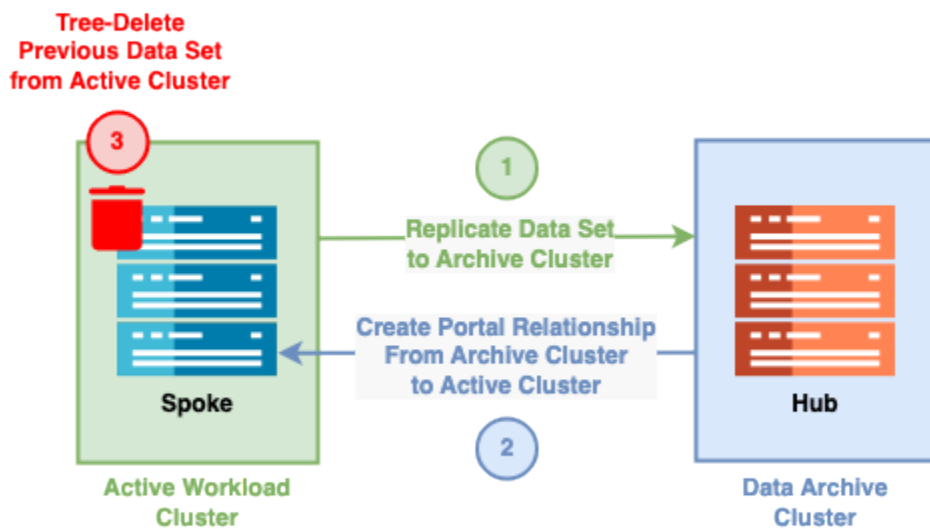 Tree-Delete
Previous Data Set
from Active Cluster
3
1
Replicate Data Set
to Archive Cluster
Create Portal Relationship
From Archive Cluster
to Active Cluster
2
Spoke
Hub
Active Workload
Cluster
Data Archive
Cluster